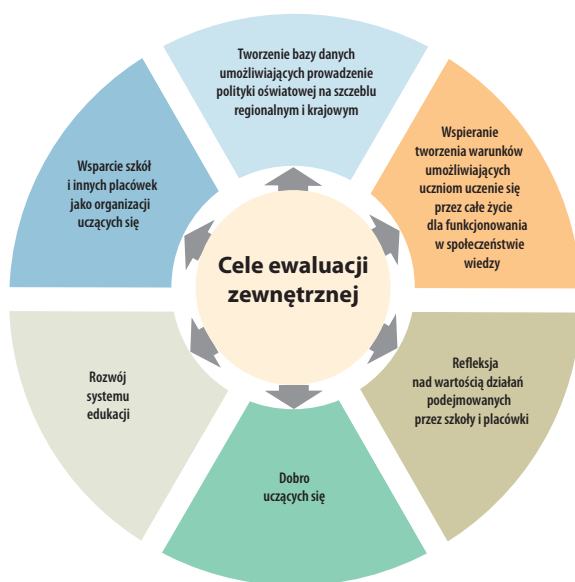 Tworzenie bazy danych
umożliwiających prowadzenie
polityki oświatowej na szczeblu
regionalnym i krajowym
Wspieranie
tworzenia warunków
umożliwiających
uczniom uczenie się
przez całe życie
dla funkcjonowania
w społeczeństwie
wiedzy
Refleksja
nad wartością działań
podejmowanych
przez szkoły i placówki
Dobro
uczących się
Rozwój
systemu
edukacji
Wsparcie szkół
i innych placówek
jako organizacji
uczących się
Cele ewaluacji
zewnętrznej